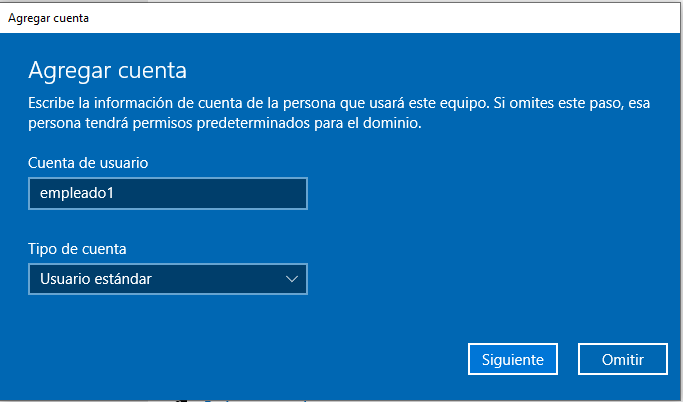 Agregar cuenta
Agregar cuenta
Escribe la información de cuenta de la persona que usará este equipo. Si omites este paso, esa
persona tendrá permisos predeterminados para el dominio.
Cuenta de usuario
empleado1
Tipo de cuenta
Usuario estándar
Siguiente
Omitir